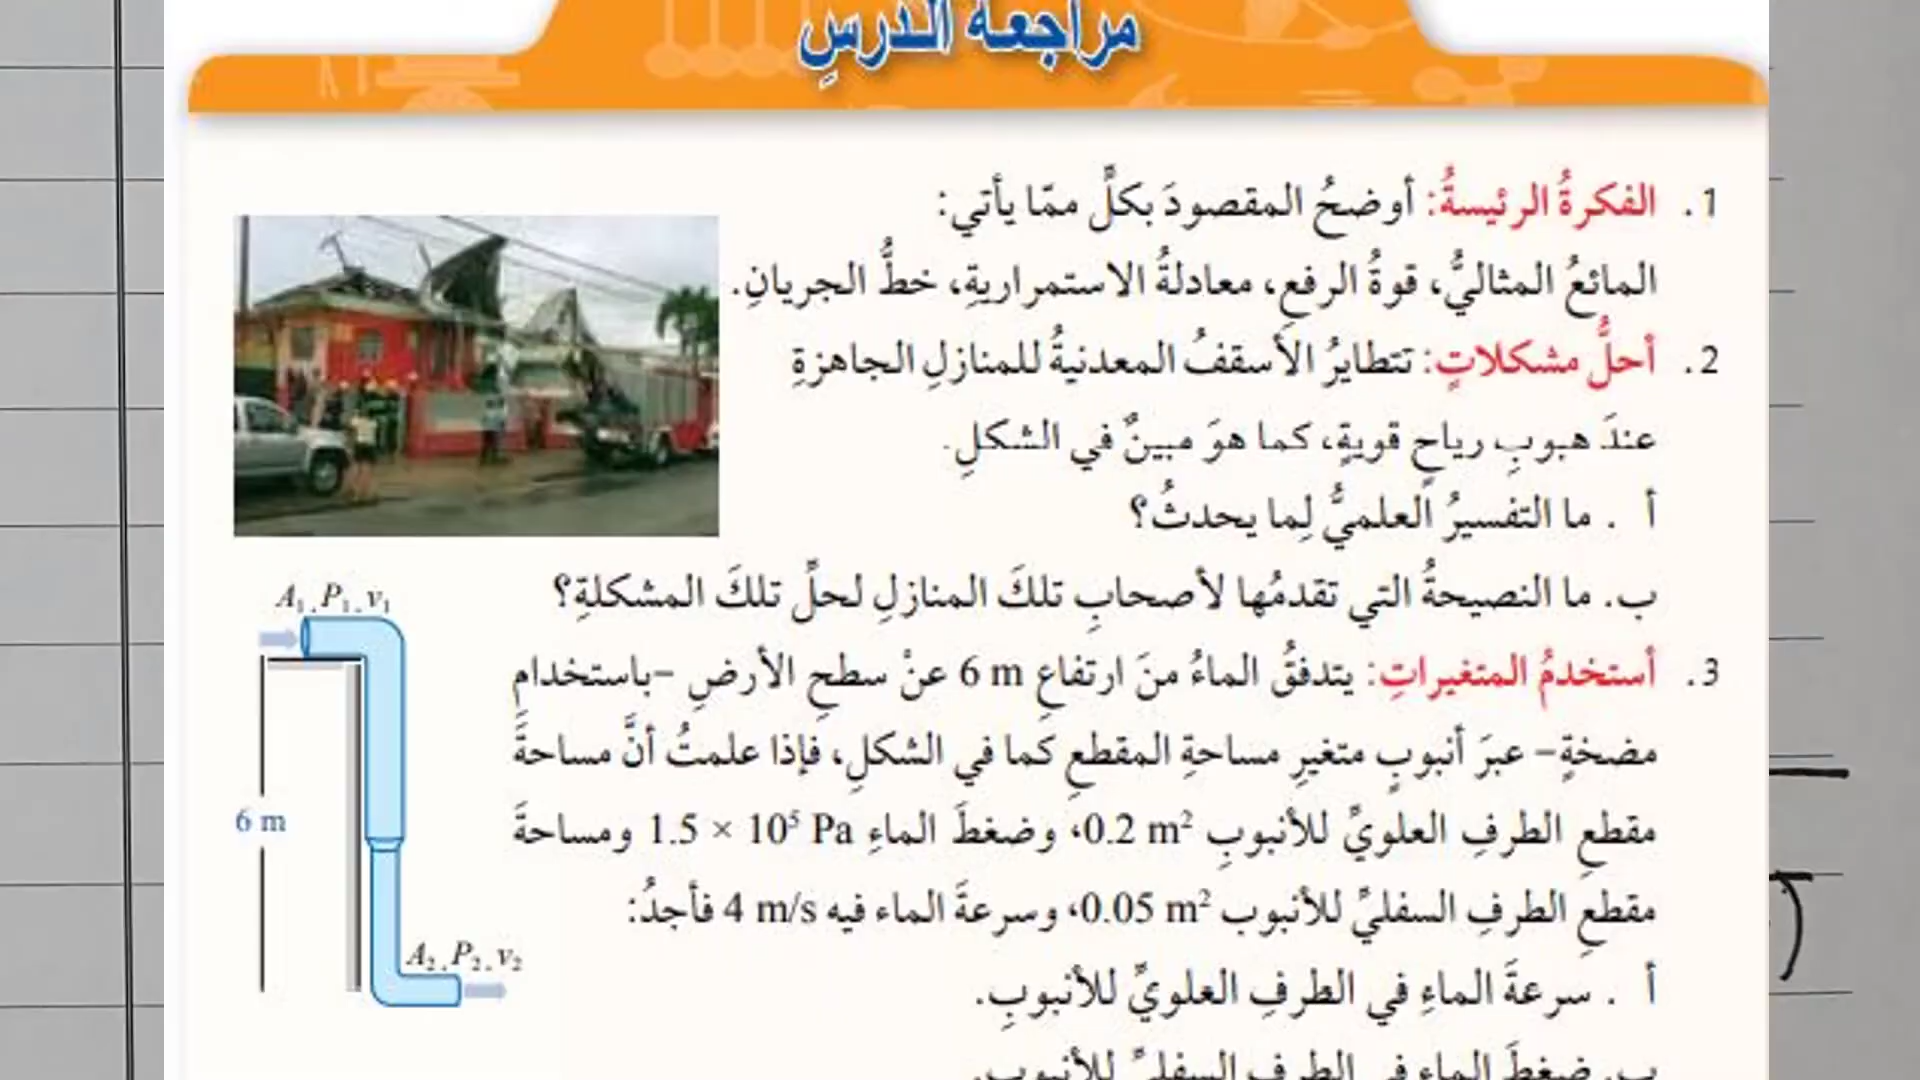 مراجعة الدرسِ
1. الفكرةُ الرئيسةُ: أوضحُ المقصودَ بكلٍّ ممّا يأتي:
المائعُ المثاليُّ، قوةُ الرفعِ، معادلةُ الاستمراريةِ، خطُّ الجريانِ.
2. أحلُّ مشكلاتٍ: تتطايرُ الأسقفُ المعدنيةُ للمنازلِ الجاهزةِ
عندَ هبوبِ رياحٍ قويةٍ، كما هوَ مبينٌ في الشكلِ.
أ . ما التفسيرُ العلميُّ لِما يحدثُ؟
ب. ما النصيحةُ التي تقدمُها لأصحابِ تلكَ المنازلِ لحلِّ تلكَ المشكلةِ؟
3. أستخدمُ المتغيراتِ: يتدفقُ الماءُ منَ ارتفاعِ 6 m عنْ سطحِ الأرضِ -باستخدامِ
مضخةٍ- عبرَ أنبوبٍ متغيرِ مساحةِ المقطعِ كما في الشكلِ، فإذا علمتُ أنَّ مساحةَ
مقطعِ الطرفِ العلويِّ للأنبوبِ 0.2 m²، وضغطَ الماءِ 1.5 × 10⁵ Pa ومساحةَ
مقطعِ الطرفِ السفليِّ للأنبوب 0.05 m²، وسرعةَ الماء فيه 4 m/s فأجدُ:
أ . سرعةَ الماءِ في الطرفِ العلويِّ للأنبوبِ.
ب. ضغطَ الماءِ في الطرفِ السفليِّ للأنبوبِ.
A₁, P₁, v₁
6 m
A₂, P₂, v₂